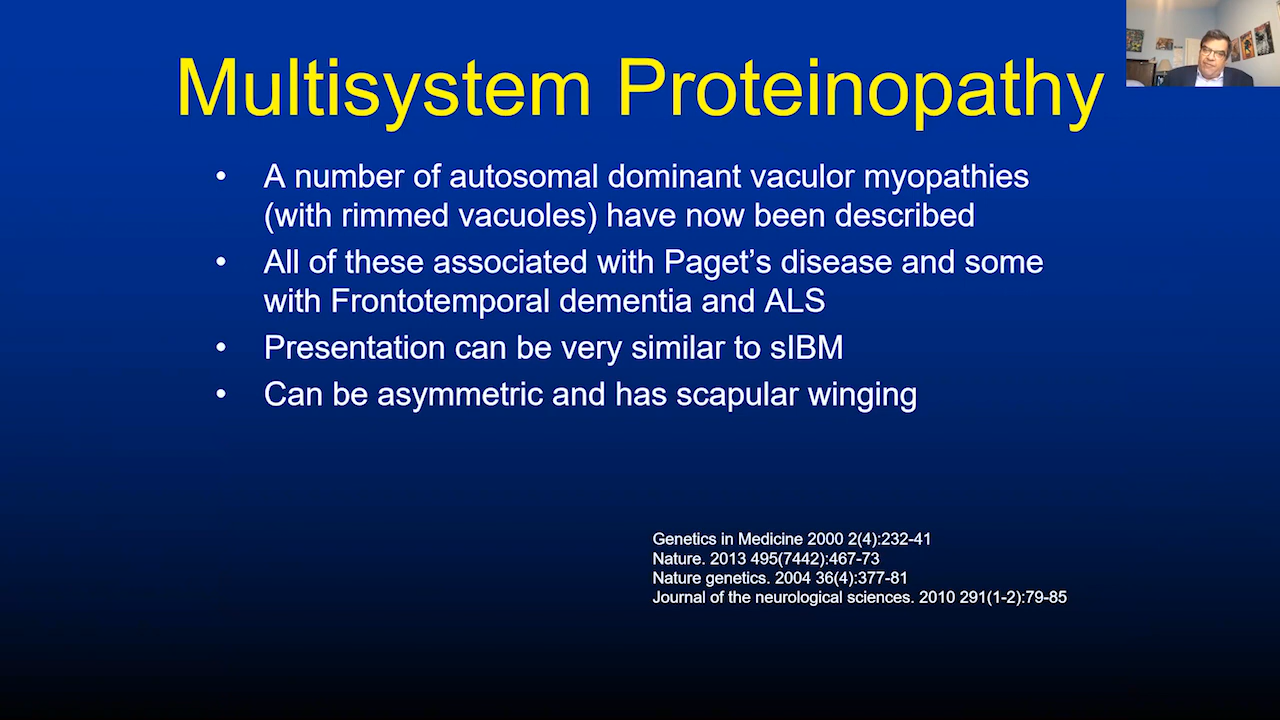 Multisystem Proteinopathy
• A number of autosomal dominant vaculor myopathies
(with rimmed vacuoles) have now been described
• All of these associated with Paget’s disease and some
with Frontotemporal dementia and ALS
• Presentation can be very similar to sIBM
• Can be asymmetric and has scapular winging
Genetics in Medicine 2000 2(4):232-41
Nature. 2013 495(7442):467-73
Nature genetics. 2004 36(4):377-81
Journal of the neurological sciences. 2010 291(1-2):79-85